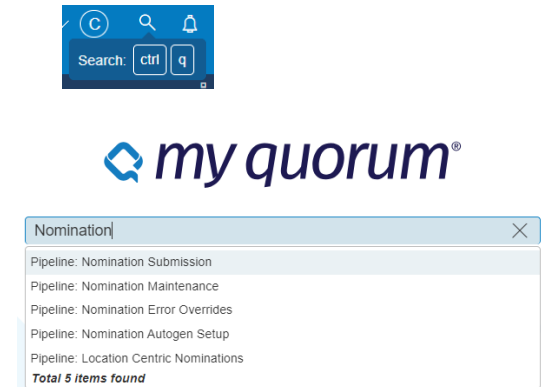 C
Search: ctrl q
my quorum®
Nomination
Pipeline: Nomination Submission
Pipeline: Nomination Maintenance
Pipeline: Nomination Error Overrides
Pipeline: Nomination Autogen Setup
Pipeline: Location Centric Nominations
Total 5 items found